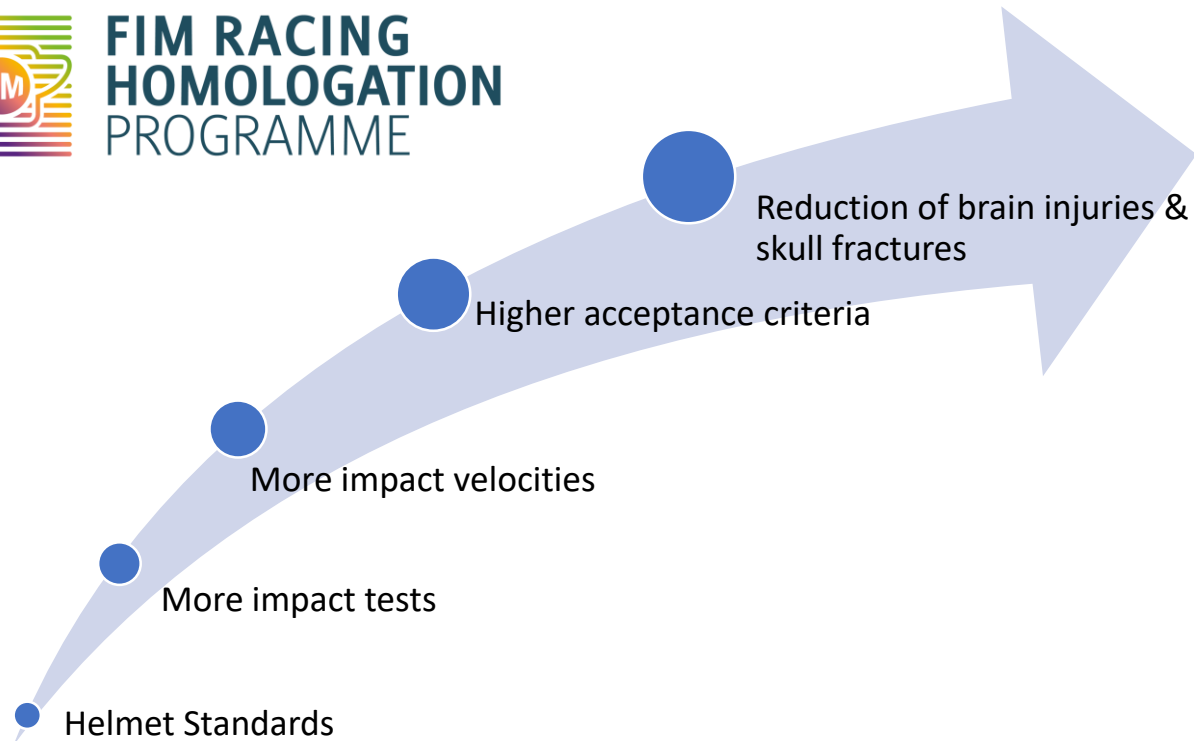 M
FIM RACING
HOMOLOGATION
PROGRAMME
Reduction of brain injuries &
skull fractures
Higher acceptance criteria
More impact velocities
More impact tests
Helmet Standards